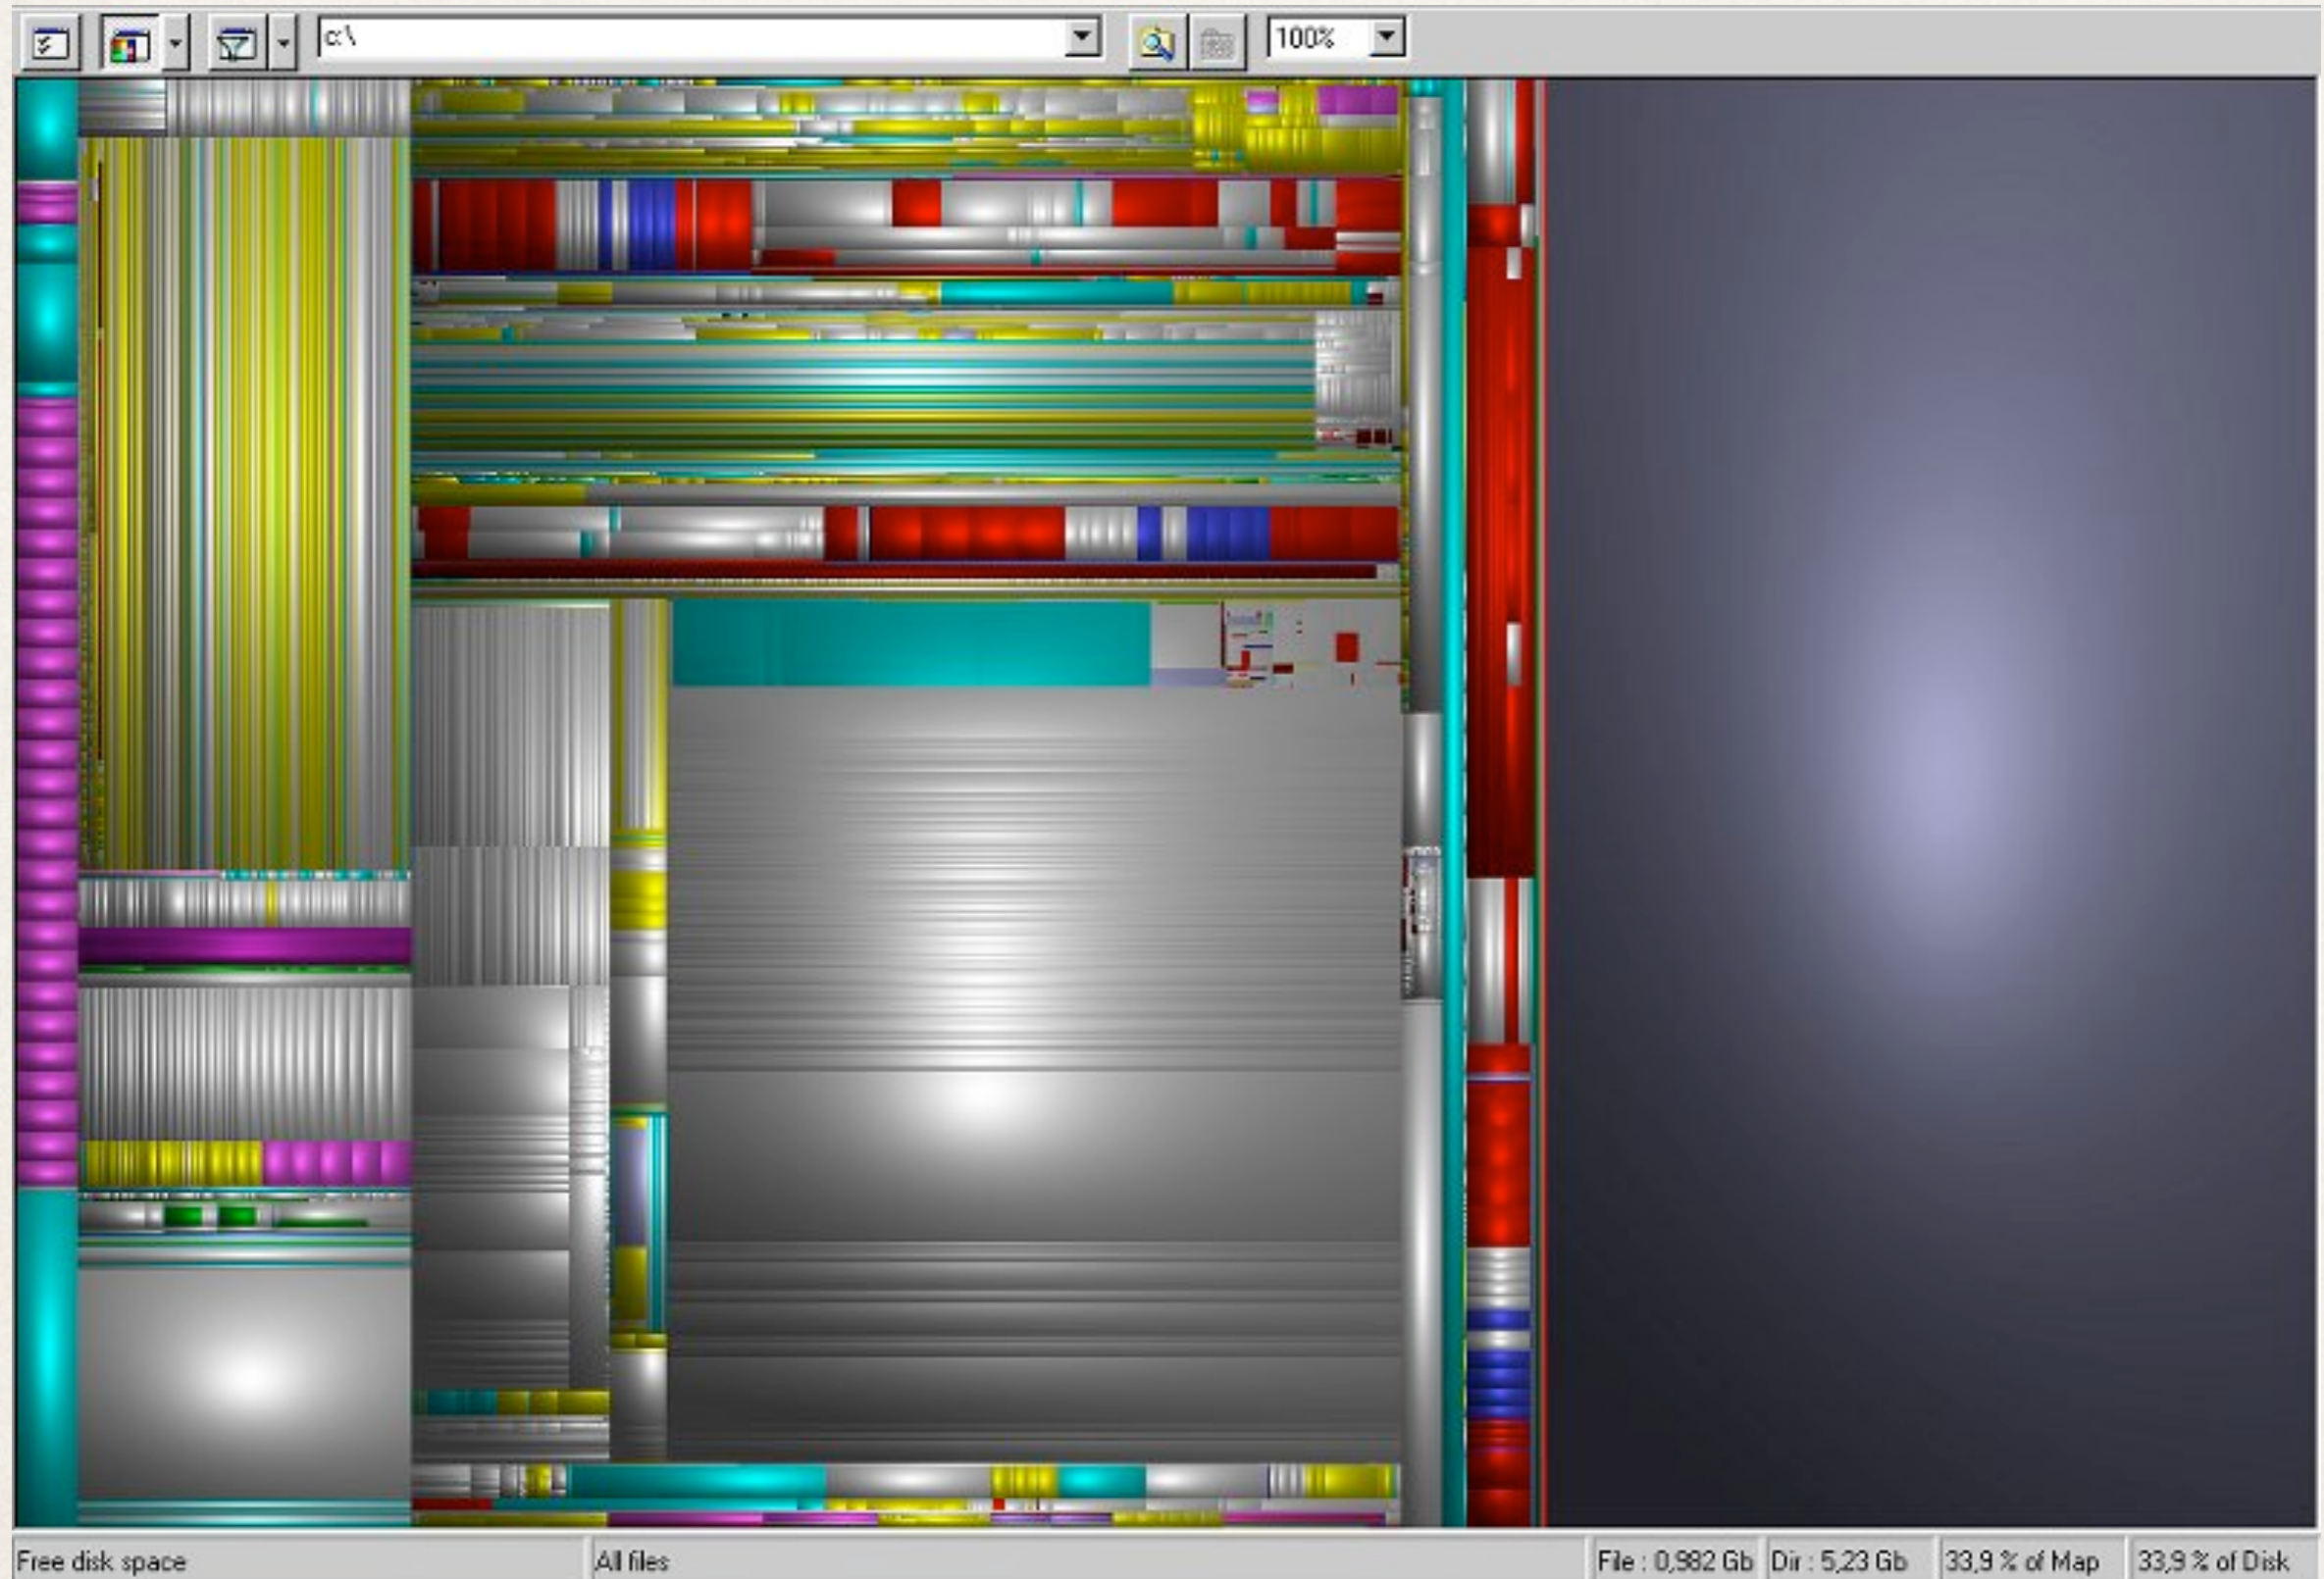 c:\ 100%
Free disk space All files File : 0,982 Gb Dir : 5,23 Gb 33,9 % of Map 33,9 % of Disk